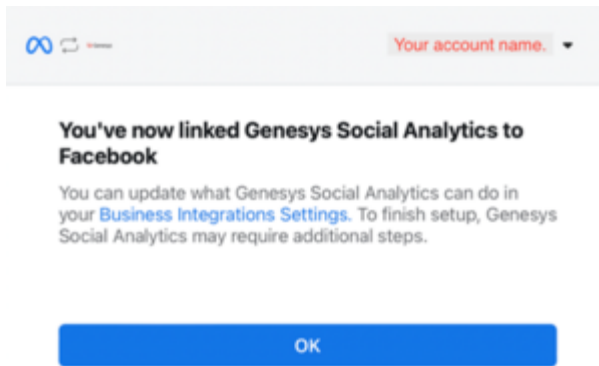 Your account name.
You've now linked Genesys Social Analytics to
Facebook
You can update what Genesys Social Analytics can do in
your Business Integrations Settings. To finish setup, Genesys
Social Analytics may require additional steps.
OK